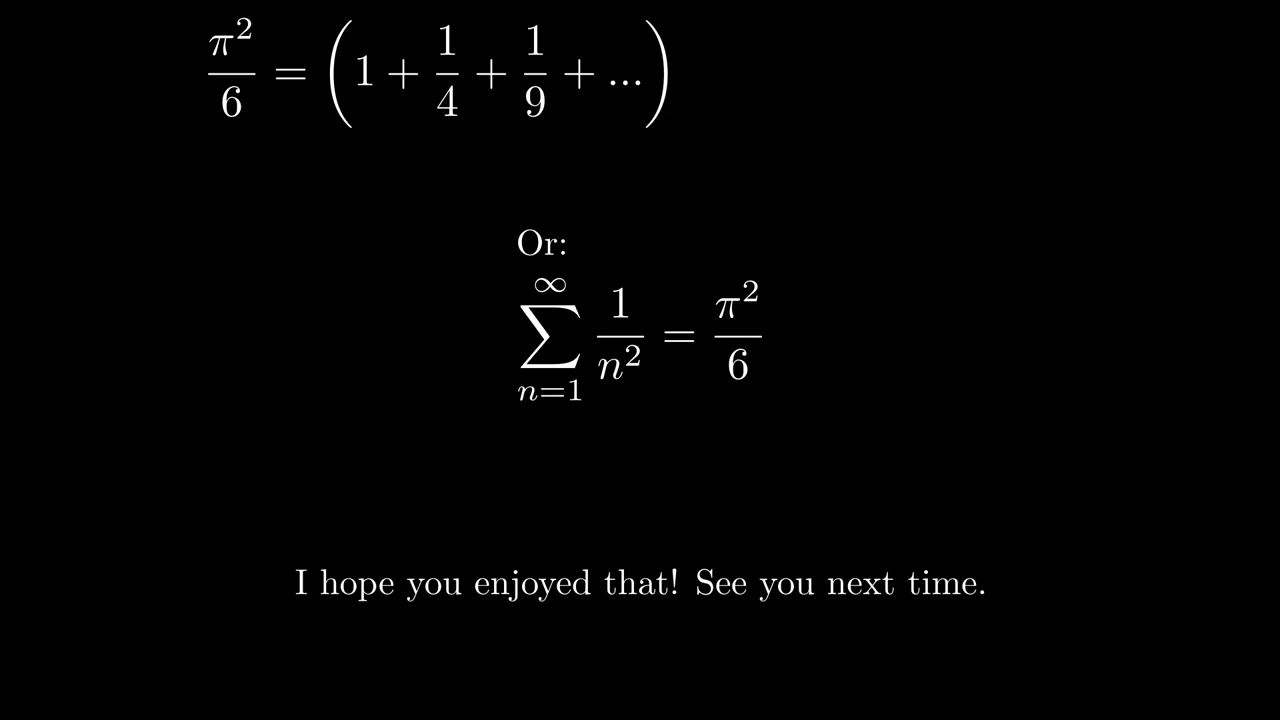 π²/6 = (1 + 1/4 + 1/9 + ...)
Or:
∑_{n=1}^{∞} 1/n² = π²/6
I hope you enjoyed that! See you next time.